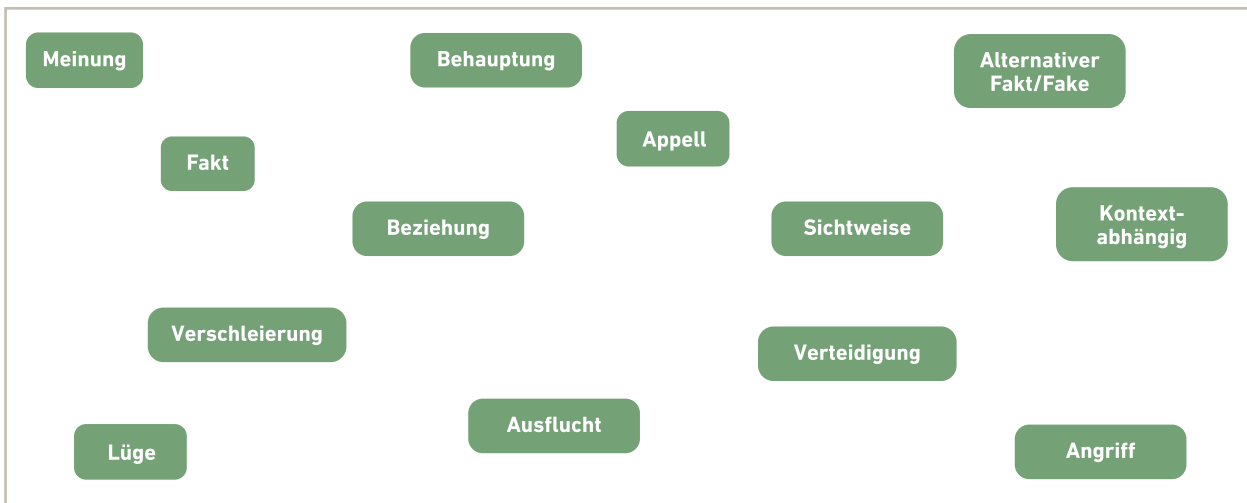 Meinung
Behauptung
Alternativer
Fakt/Fake
Appell
Fakt
Beziehung
Sichtweise
Kontext-
abhängig
Verschleierung
Verteidigung
Ausflucht
Lüge
Angriff